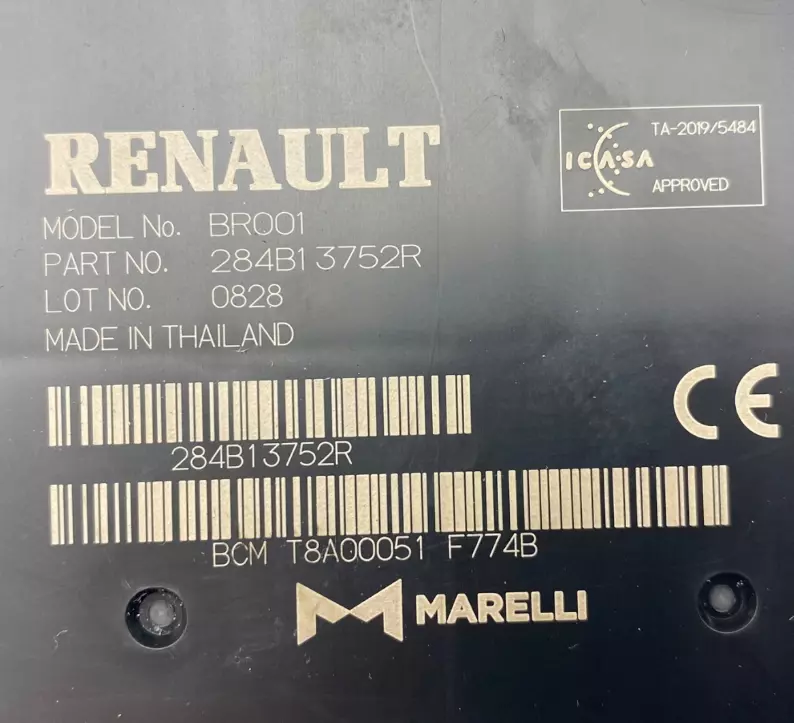 RENAULT
MODEL No. BR001
PART NO. 284B13752R
LOT NO. 0828
MADE IN THAILAND
TA-2019/5484
ICASA
APPROVED
CE
284B13752R
BCM T8A00051 F774B
MARELLI